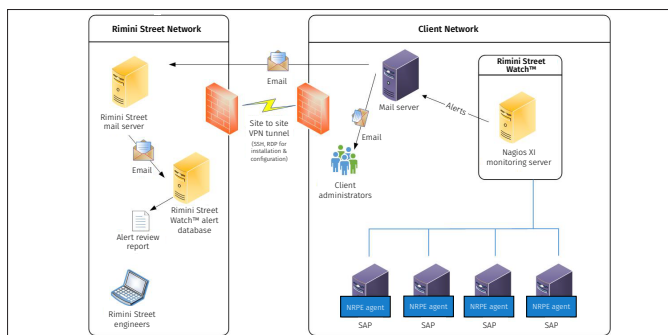 Rimini Street Network
Client Network
Rimini Street
Watch™
Email
Rimini Street
mail server
Site to site
VPN tunnel
(SSH, RDP for
installation &
configuration)
Mail server
Alerts
Nagios XI
monitoring server
Email
Email
Client
administrators
Rimini Street
Watch™ alert
database
Alert review
report
Rimini Street
engineers
NRPE agent
NRPE agent
NRPE agent
NRPE agent
SAP
SAP
SAP
SAP